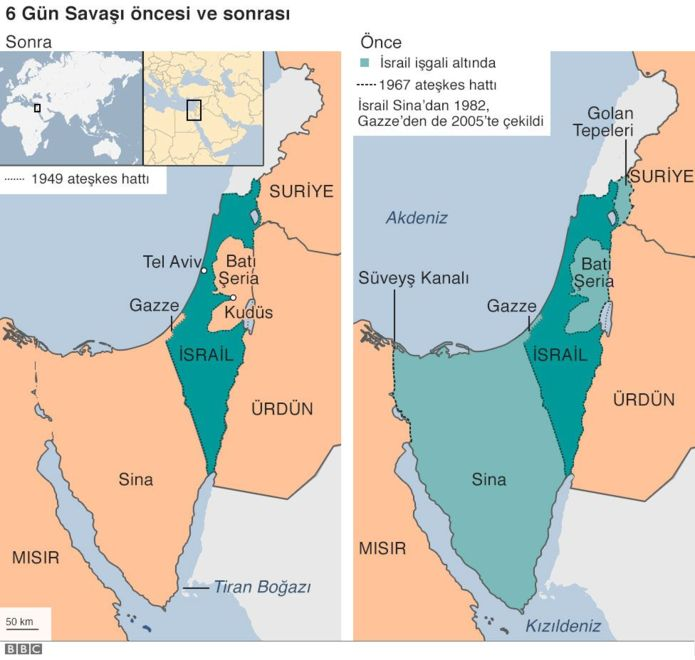 6 Gün Savaşı öncesi ve sonrası
Sonra
1949 ateşkes hattı
SURİYE
Tel Aviv
Batı
Şeria
Kudüs
Gazze
İSRAİL
ÜRDÜN
Sina
MISIR
Tiran Boğazı
50 km
Önce
İsrail işgali altında
1967 ateşkes hattı
İsrail Sina'dan 1982,
Gazze'den de 2005'te çekildi
Golan
Tepeleri
SURİYE
Akdeniz
Batı
Şeria
Süveyş Kanalı
Gazze
İSRAİL
ÜRDÜN
Sina
MISIR
Kızıldeniz
BBC